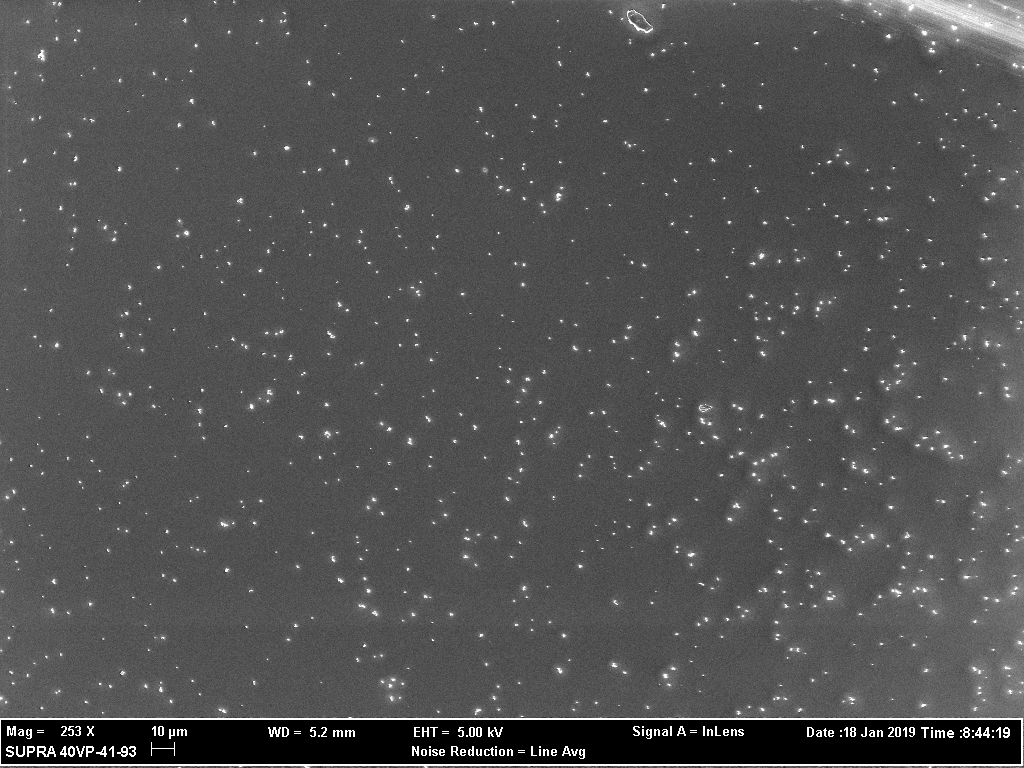 Mag = 253 X 10 µm WD = 5.2 mm EHT = 5.00 kV Signal A = InLens Date :18 Jan 2019 Time :8:44:19
SUPRA 40VP-41-93 Noise Reduction = Line Avg